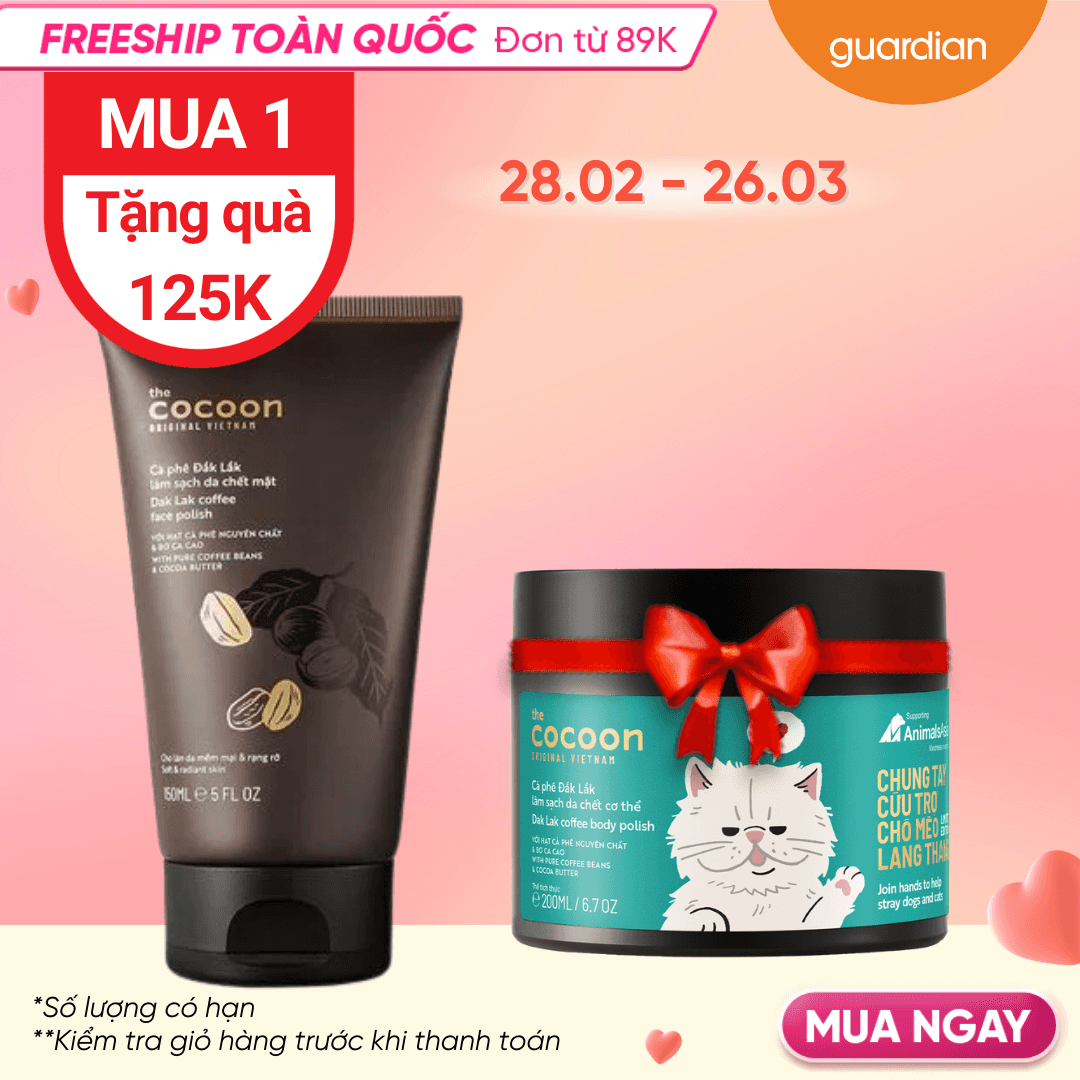 FREESHIP TOÀN QUỐC Đơn từ 89K
guardian
MUA 1
Tặng quà
125K
28.02 - 26.03
the
cocoon
ORIGINAL VIETNAM
Cà phê Đắk Lắk
làm sạch da chết mặt
Dak Lak coffee
face polish
VỚI HẠT CÀ PHÊ NGUYÊN CHẤT
& BƠ CA CAO
WITH PURE COFFEE BEANS
& COCOA BUTTER
Cho làn da mềm mại & rạng rỡ
Soft & radiant skin
150ML e 5 FL OZ
the
cocoon
ORIGINAL VIETNAM
Cà phê Đắk Lắk
làm sạch da chết cơ thể
Dak Lak coffee body polish
VỚI HẠT CÀ PHÊ NGUYÊN CHẤT
& BƠ CA CAO
WITH PURE COFFEE BEANS
& COCOA BUTTER
Thể tích thực
e 200ML / 6.7 OZ
Supporting
AnimalsAsi
CHUNG TAY
CỨU TRỢ
CHÓ MÈO
LANG THAN
Join hands to help
stray dogs and cats
*Số lượng có hạn
**Kiểm tra giỏ hàng trước khi thanh toán
MUA NGAY